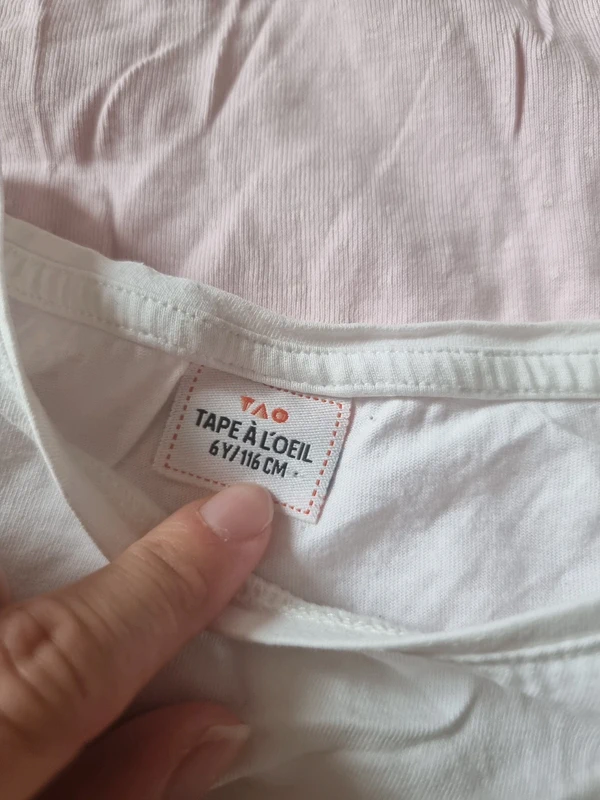 TAO
TAPE À L'OEIL
6Y/116 CM